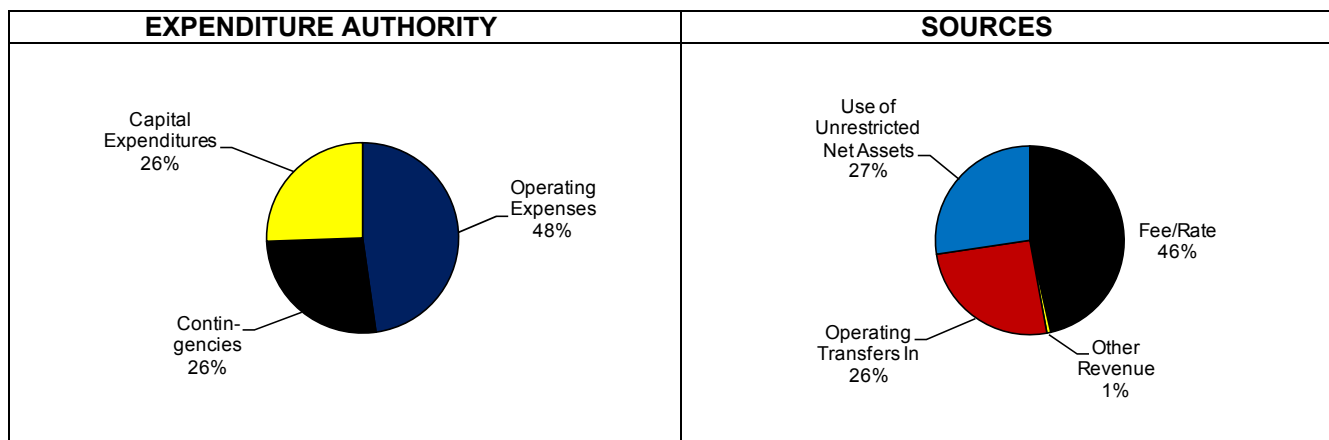 EXPENDITURE AUTHORITY
Capital
Expenditures
26%
Operating
Expenses
48%
Contin-
gencies
26%
SOURCES
Use of
Unrestricted
Net Assets
27%
Fee/Rate
46%
Operating
Transfers In
26%
Other
Revenue
1%